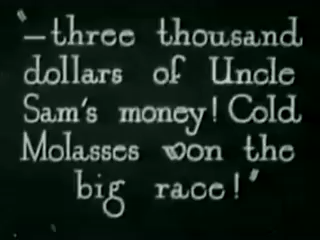 "—three thousand
dollars of Uncle
Sam's money! Cold
Molasses won the
big race!"